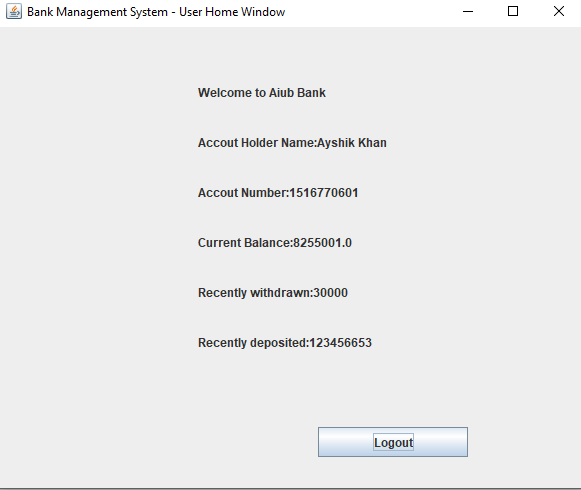 Bank Management System - User Home Window
Welcome to Aiub Bank
Accout Holder Name:Ayshik Khan
Accout Number:1516770601
Current Balance:8255001.0
Recently withdrawn:30000
Recently deposited:123456653
Logout